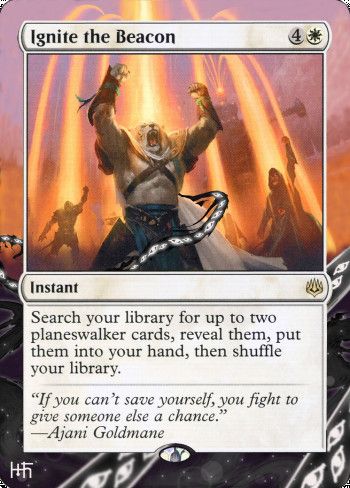 Ignite the Beacon 4
Instant
Search your library for up to two
planeswalker cards, reveal them, put
them into your hand, then shuffle
your library.
“If you can’t save yourself, you fight to
give someone else a chance.”
—Ajani Goldmane